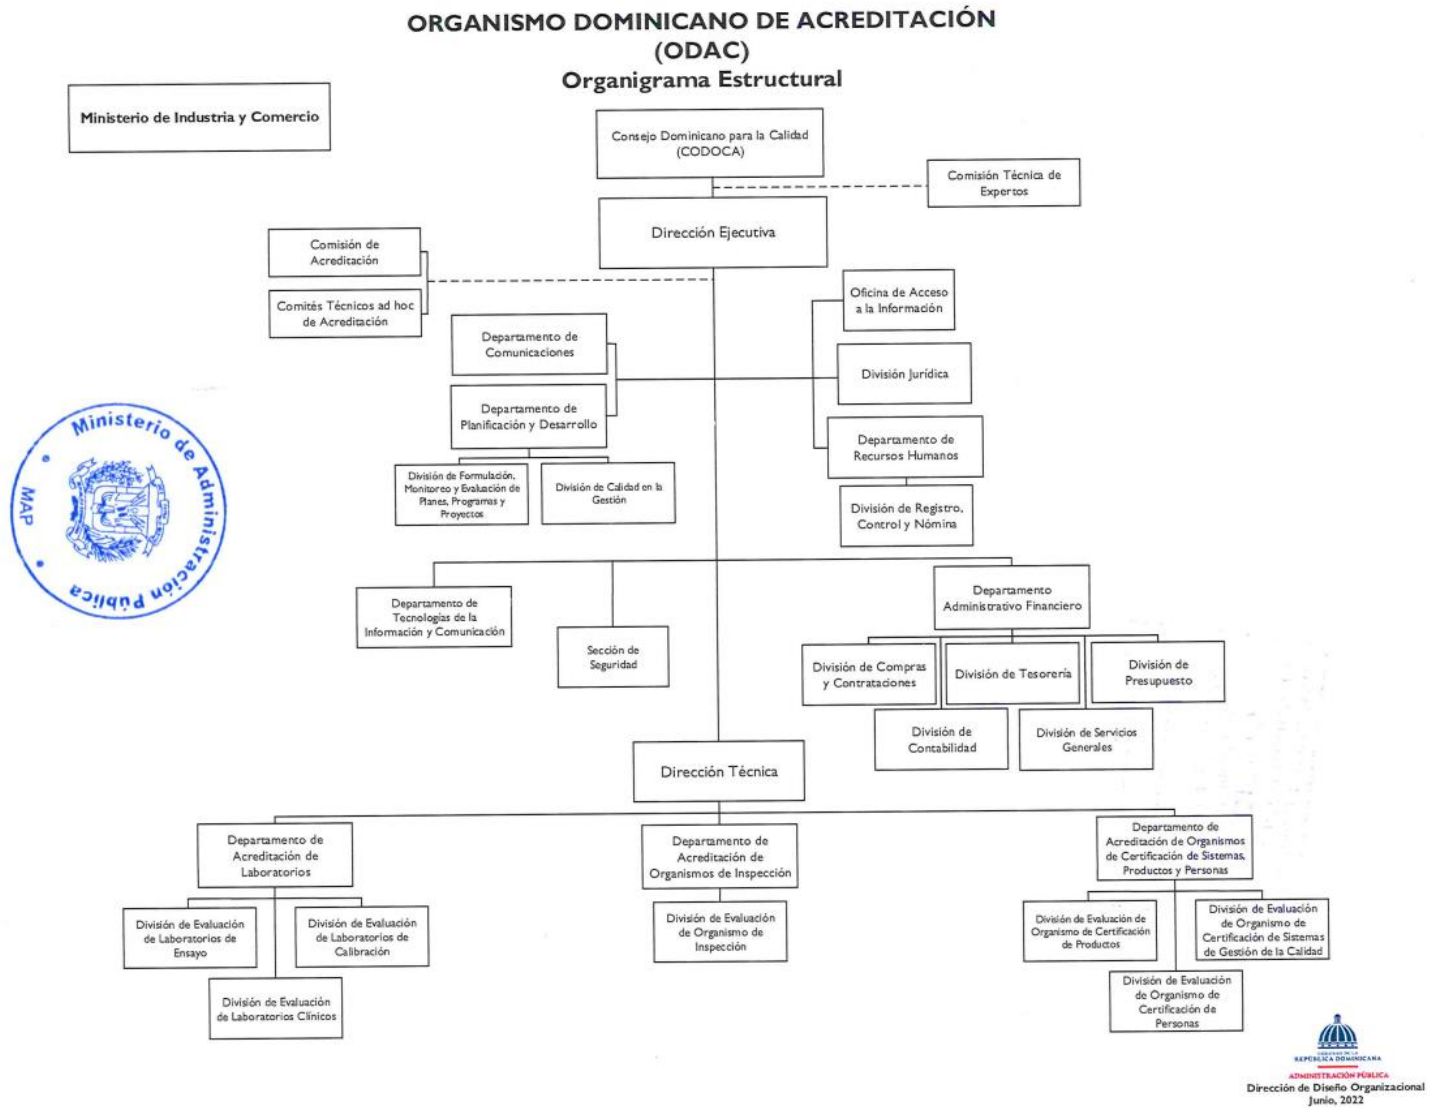 ORGANISMO DOMINICANO DE ACREDITACIÓN
(ODAC)
Organigrama Estructural
Ministerio de Industria y Comercio
Consejo Dominicano para la Calidad
(CODOCA)
Comisión Técnica de
Expertos
Dirección Ejecutiva
Comisión de
Acreditación
Comités Técnicos ad hoc
de Acreditación
Oficina de Acceso
a la Información
Departamento de
Comunicaciones
División Jurídica
Departamento de
Planificación y Desarrollo
Departamento de
Recursos Humanos
División de Formulación,
Monitoreo y Evaluación de
Planes, Programas y
Proyectos
División de Calidad en la
Gestión
División de Registro,
Control y Nómina
Ministerio de Administración Pública
MAP
Departamento de
Tecnologías de la
Información y Comunicación
Sección de
Seguridad
Departamento
Administrativo Financiero
División de Compras
y Contrataciones
División de Tesorería
División de
Presupuesto
División de
Contabilidad
División de Servicios
Generales
Dirección Técnica
Departamento de
Acreditación de
Laboratorios
Departamento de
Acreditación de
Organismos de Inspección
Departamento de
Acreditación de Organismos
de Certificación de Sistemas,
Productos y Personas
División de Evaluación
de Laboratorios de
Ensayo
División de Evaluación
de Laboratorios de
Calibración
División de Evaluación
de Laboratorios Clínicos
División de Evaluación
de Organismo de
Inspección
División de Evaluación de
Organismo de Certificación
de Productos
División de Evaluación
de Organismo de
Certificación de Sistemas
de Gestión de la Calidad
División de Evaluación
de Organismo de
Certificación de
Personas
GOBIERNO DE LA
REPÚBLICA DOMINICANA
ADMINISTRACIÓN PÚBLICA
Dirección de Diseño Organizacional
Junio, 2022